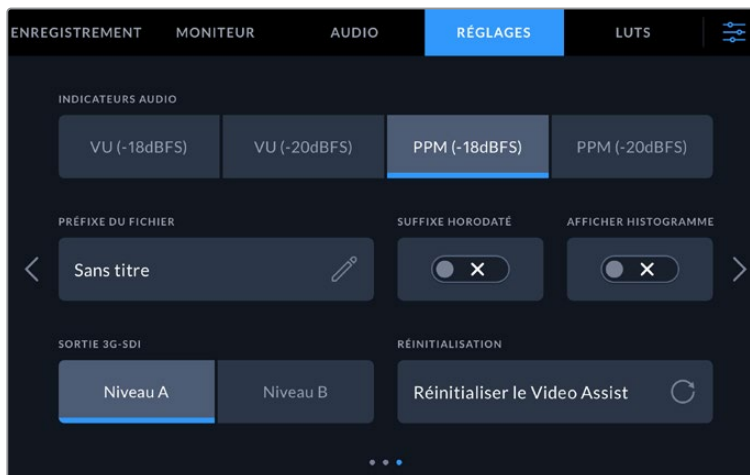 ENREGISTREMENT MONITEUR AUDIO RÉGLAGES LUTS
INDICATEURS AUDIO
VU (-18dBFS) VU (-20dBFS) PPM (-18dBFS) PPM (-20dBFS)
PRÉFIXE DU FICHIER SUFFIXE HORODATÉ AFFICHER HISTOGRAMME
Sans titre
SORTIE 3G-SDI RÉINITIALISATION
Niveau A Niveau B Réinitialiser le Video Assist